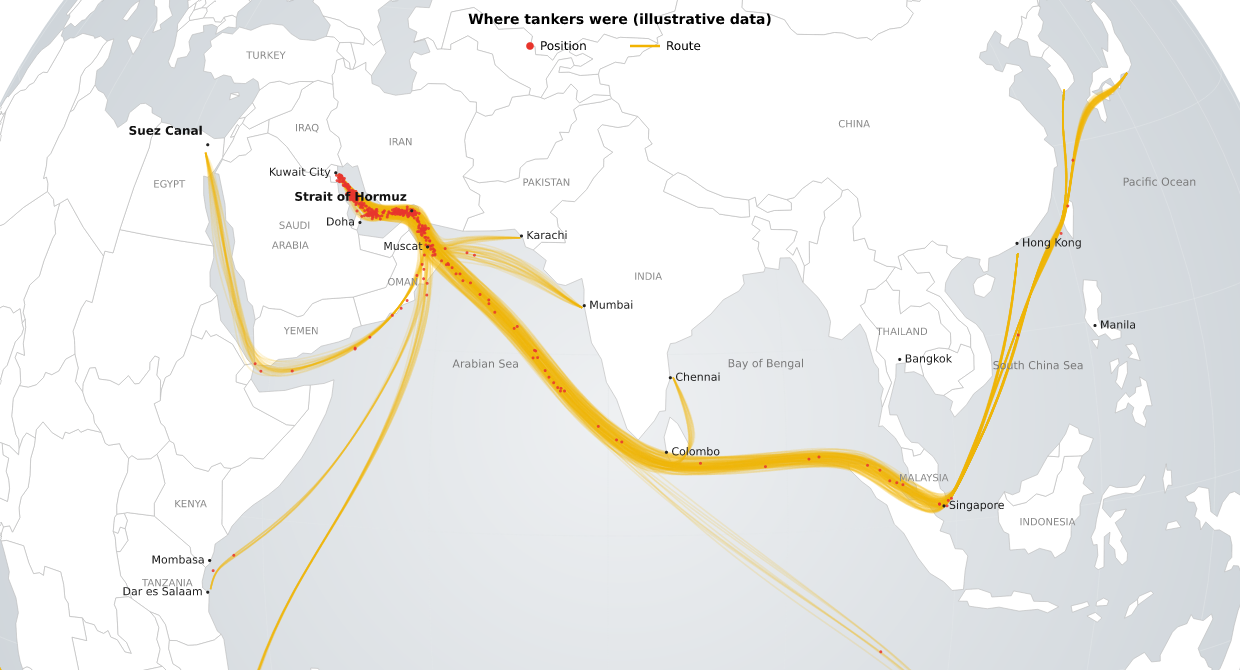 Where tankers were (illustrative data)
Position
Route
TURKEY
Suez Canal
IRAQ
IRAN
CHINA
Kuwait City
EGYPT
PAKISTAN
Pacific Ocean
Strait of Hormuz
SAUDI
ARABIA
Doha
Karachi
Muscat
Hong Kong
OMAN
INDIA
Mumbai
YEMEN
THAILAND
Manila
Arabian Sea
Bay of Bengal
Bangkok
South China Sea
Chennai
Colombo
MALAYSIA
KENYA
Singapore
INDONESIA
Mombasa
TANZANIA
Dar es Salaam